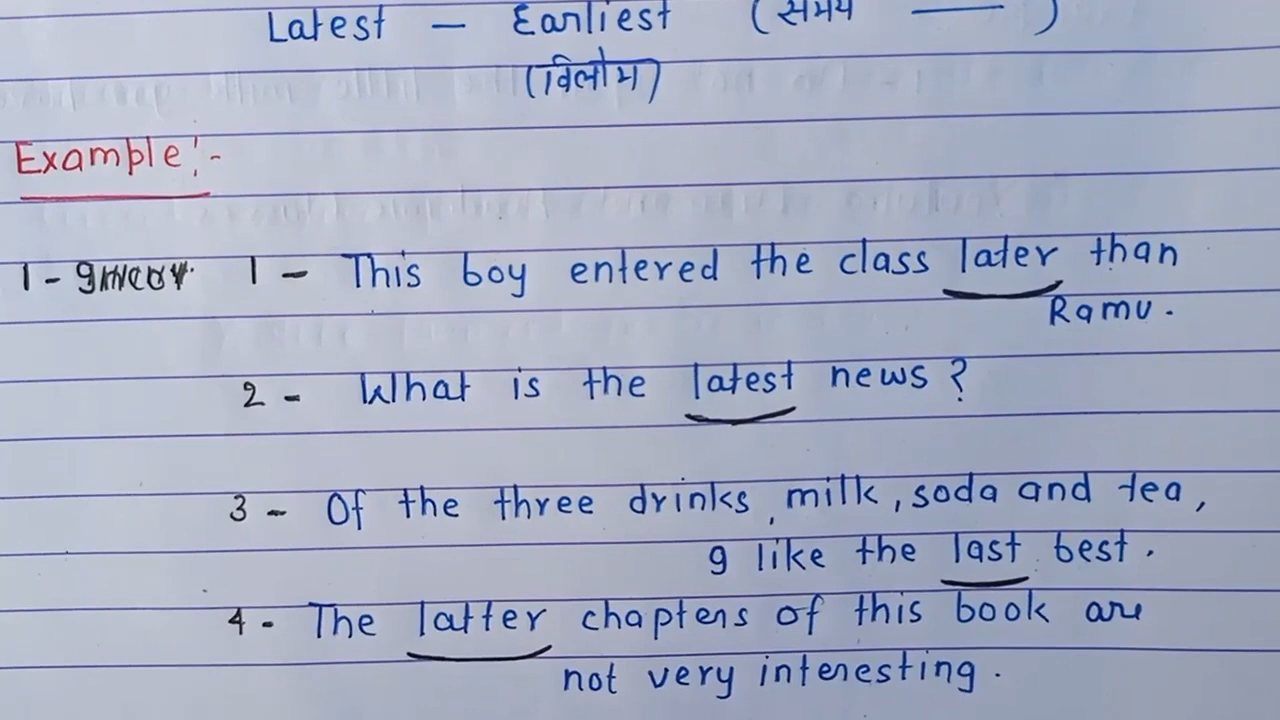 Latest – Earliest (समय —— )
(विलोम)
Example:-
1 - 1 - This boy entered the class later than
Ramu.
2 - What is the latest news?
3 - Of the three drinks, milk, soda and tea,
I like the last best.
4 - The latter chapters of this book are
not very interesting.